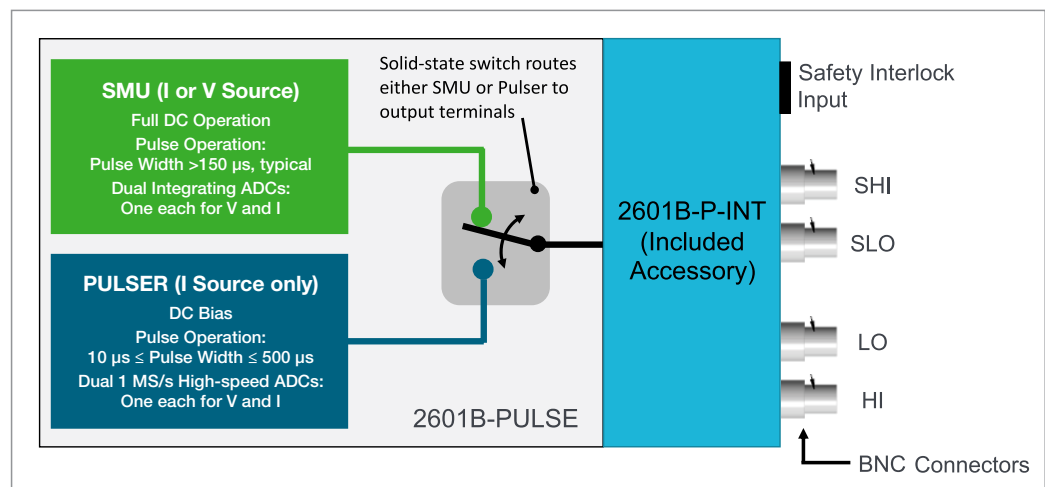 SMU (I or V Source)
Full DC Operation
Pulse Operation:
Pulse Width >150 µs, typical
Dual Integrating ADCs:
One each for V and I
PULSER (I Source only)
DC Bias
Pulse Operation:
10 µs ≤ Pulse Width ≤ 500 µs
Dual 1 MS/s High-speed ADCs:
One each for V and I
Solid-state switch routes
either SMU or Pulser to
output terminals
2601B-PULSE
2601B-P-INT
(Included
Accessory)
Safety Interlock
Input
SHI
SLO
LO
HI
BNC Connectors